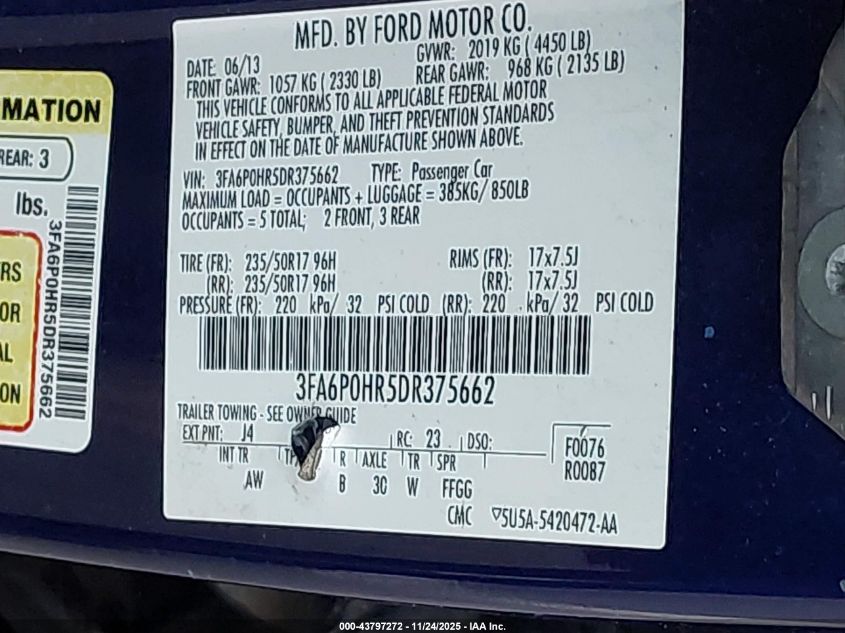 MFD. BY FORD MOTOR CO.
DATE: 06/13 GVWR: 2019 KG ( 4450 LB)
FRONT GAWR: 1057 KG ( 2330 LB) REAR GAWR: 968 KG ( 2135 LB)
THIS VEHICLE CONFORMS TO ALL APPLICABLE FEDERAL MOTOR
VEHICLE SAFETY, BUMPER, AND THEFT PREVENTION STANDARDS
IN EFFECT ON THE DATE OF MANUFACTURE SHOWN ABOVE.
VIN: 3FA6P0HR5DR375662 TYPE: Passenger Car
MAXIMUM LOAD = OCCUPANTS + LUGGAGE = 385KG/ 850LB
OCCUPANTS = 5 TOTAL; 2 FRONT, 3 REAR
TIRE (FR): 235/50R17 96H RIMS (FR): 17x7.5J
(RR): 235/50R17 96H (RR): 17x7.5J
PRESSURE (FR): 220 kPa/ 32 PSI COLD (RR): 220 kPa/ 32 PSI COLD
3FA6P0HR5DR375662
TRAILER TOWING - SEE OWNER GUIDE
EXT PNT: J4 RC: 23 DSO:
INT TR TP R AXLE TR SPR
AW B 30 W FFGG
F0076
R0087
CMC ▽5U5A-5420472-AA
MATION
REAR: 3
lbs.
3FA6P0HR5DR375662
RS
OR
AL
ON
000-43797272 - 11/24/2025 - IAA Inc.